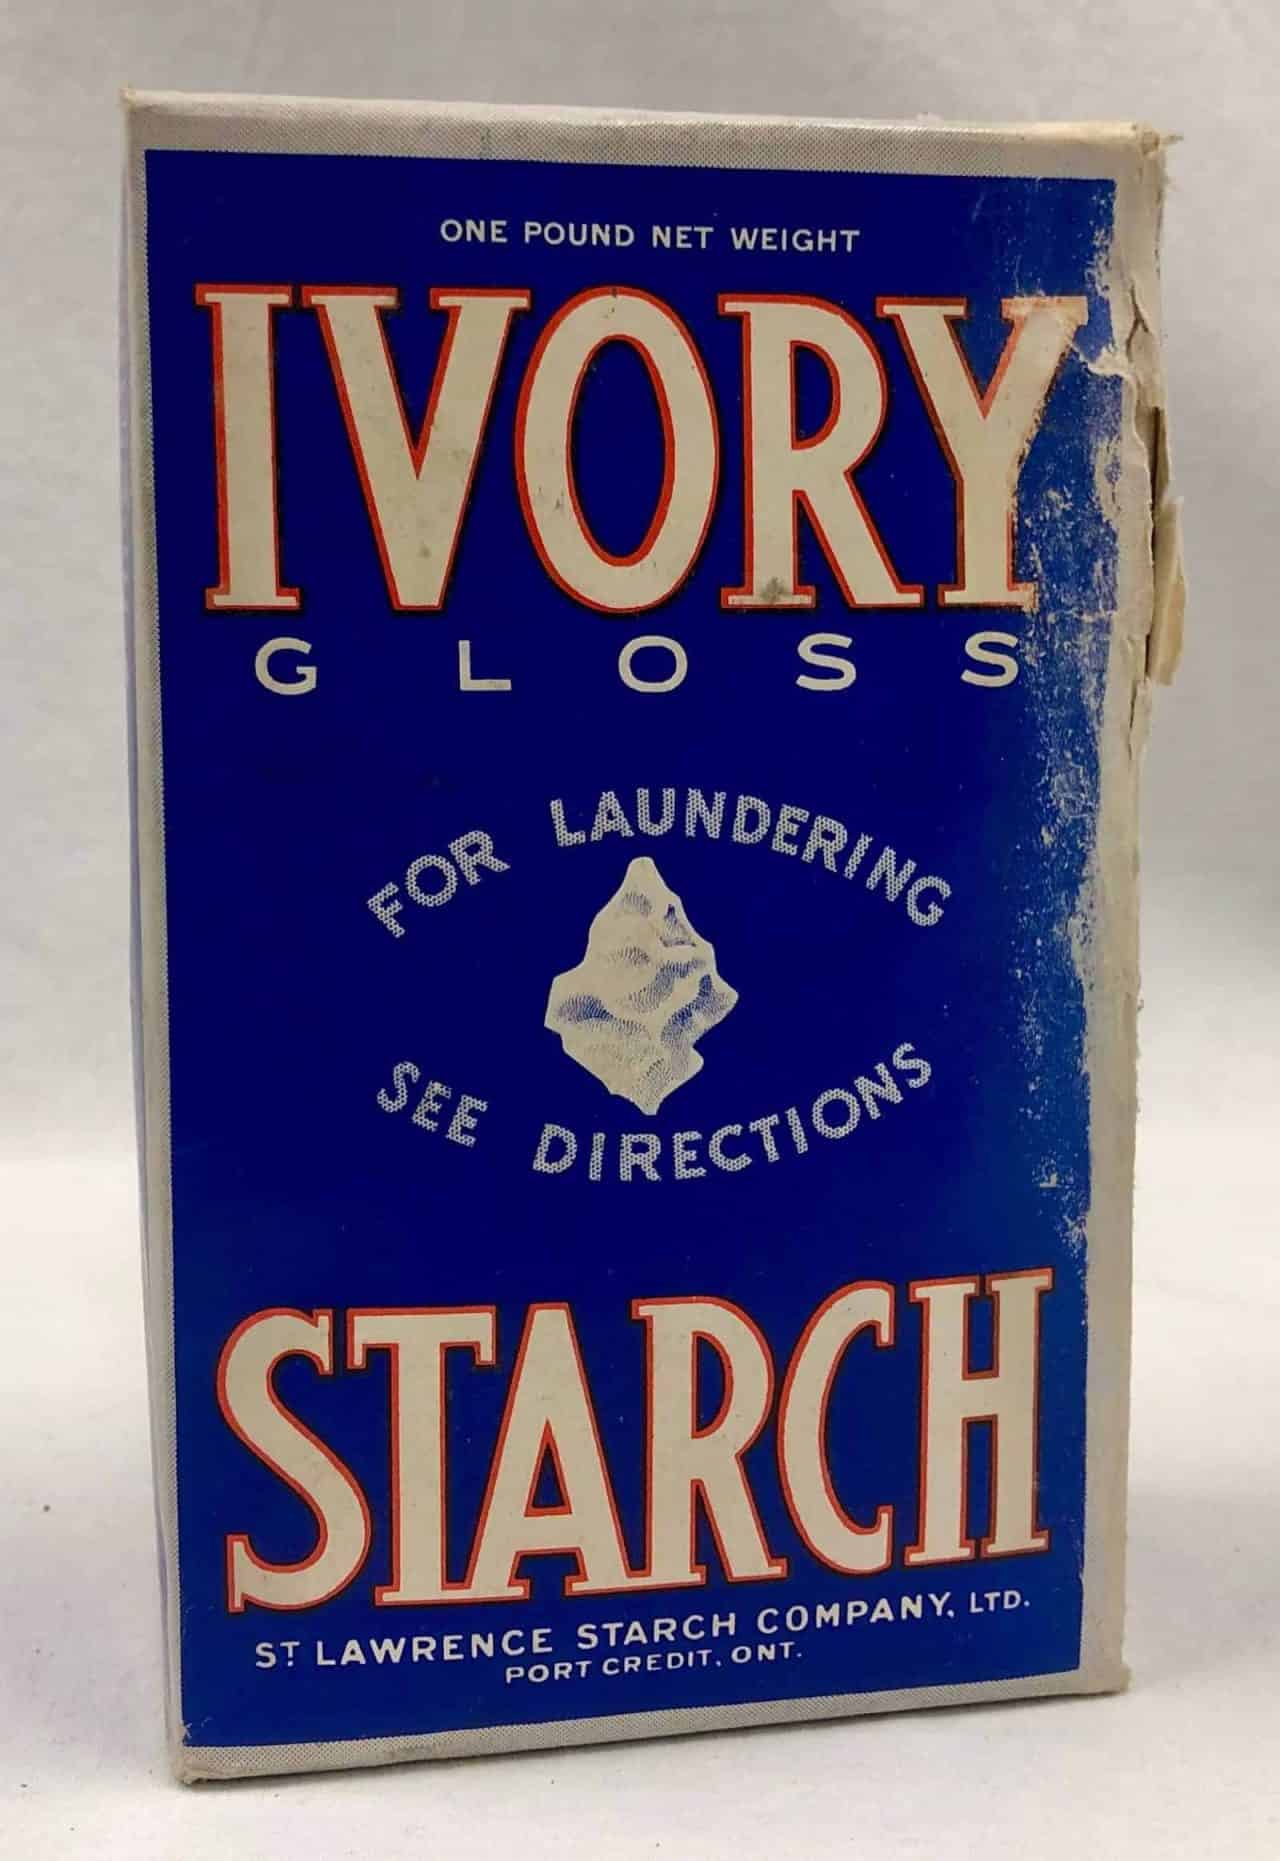 ONE POUND NET WEIGHT
IVORY
GLOSS
FOR LAUNDERING
SEE DIRECTIONS
STARCH
ST LAWRENCE STARCH COMPANY, LTD.
PORT CREDIT, ONT.